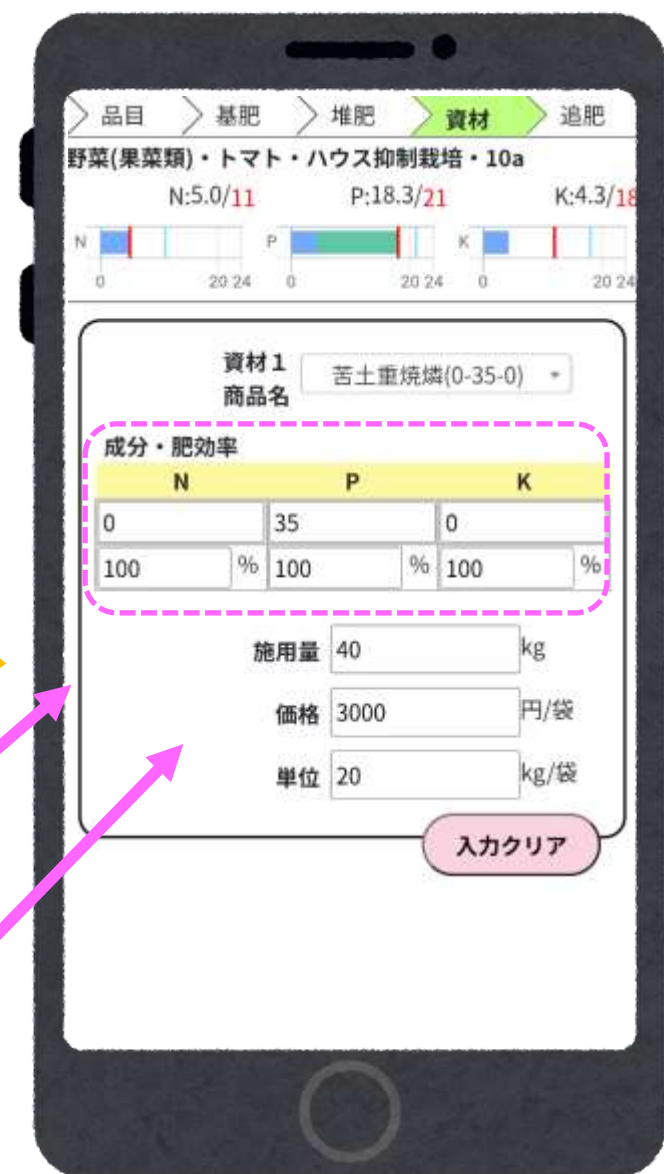 品目 基肥 堆肥 資材 追肥
野菜(果菜類)・トマト・ハウス抑制栽培・10a
N:5.0/11 P:18.3/21 K:4.3/18
N P K
0 20 24 0 20 24 0 20 24
資材1
商品名
苦土重焼燐(0-35-0)
成分・肥効率
N P K
0 35 0
100 % 100 % 100 %
施用量 40 kg
価格 3000 円/袋
単位 20 kg/袋
入力クリア